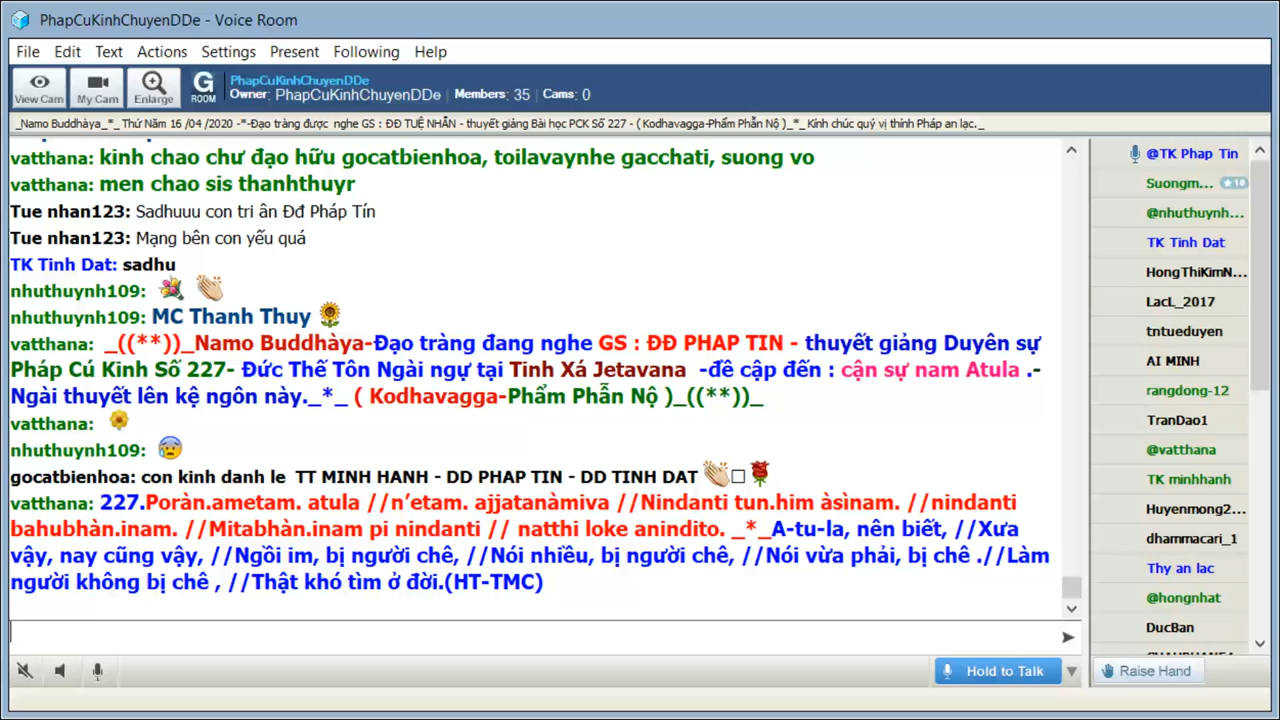 PhapCuKinhChuyenDDe - Voice Room
File Edit Text Actions Settings Present Following Help
View Cam My Cam Enlarge G ROOM
PhapCuKinhChuyenDDe
Owner: PhapCuKinhChuyenDDe Members: 35 Cams: 0
_Namo Buddhàya_*_ Thứ Năm 16 /04 /2020 -*-Đạo tràng được nghe GS : ĐĐ TUỆ NHẪN - thuyết giảng Bài học PCK Số 227 - ( Kodhavagga-Phẩm Phẫn Nộ )_*_ Kính chúc quý vị thính Pháp an lạc._
vatthana: kinh chao chư đạo hữu gocatbienhoa, toilavaynhe gacchati, suong vo
vatthana: men chao sis thanhthuyr
Tue nhan123: Sadhuuu con tri ân Đđ Pháp Tín
Tue nhan123: Mạng bên con yếu quá
TK Tinh Dat: sadhu
nhuthuynh109:
nhuthuynh109: MC Thanh Thuy
vatthana: _((**))_Namo Buddhàya-Đạo tràng đang nghe GS : ĐĐ PHAP TIN - thuyết giảng Duyên sự
Pháp Cú Kinh Số 227- Đức Thế Tôn Ngài ngự tại Tinh Xá Jetavana -đề cập đến : cận sự nam Atula .-
Ngài thuyết lên kệ ngôn này._*_ ( Kodhavagga-Phẩm Phẫn Nộ )_((**))_
vatthana:
nhuthuynh109:
gocatbienhoa: con kinh danh le TT MINH HANH - DD PHAP TIN - DD TINH DAT
vatthana: 227.Poràn.ametam. atula //n’etam. ajjatanàmiva //Nindanti tun.him àsìnam. //nindanti
bahubhàn.inam. //Mitabhàn.inam pi nindanti // natthi loke anindito. _*_A-tu-la, nên biết, //Xưa
vậy, nay cũng vậy, //Ngồi im, bị người chê, //Nói nhiều, bị người chê, //Nói vừa phải, bị chê .//Làm
người không bị chê , //Thật khó tìm ở đời.(HT-TMC)
Hold to Talk
@TK Phap Tin
Suongm... 10
@nhuthuynh...
TK Tinh Dat
HongThiKimN...
LacL_2017
tntueduyen
AI MINH
rangdong-12
TranDao1
@vatthana
TK minhhanh
Huyenmong2...
dhammacari_1
Thy an lac
@hongnhat
DucBan
Raise Hand